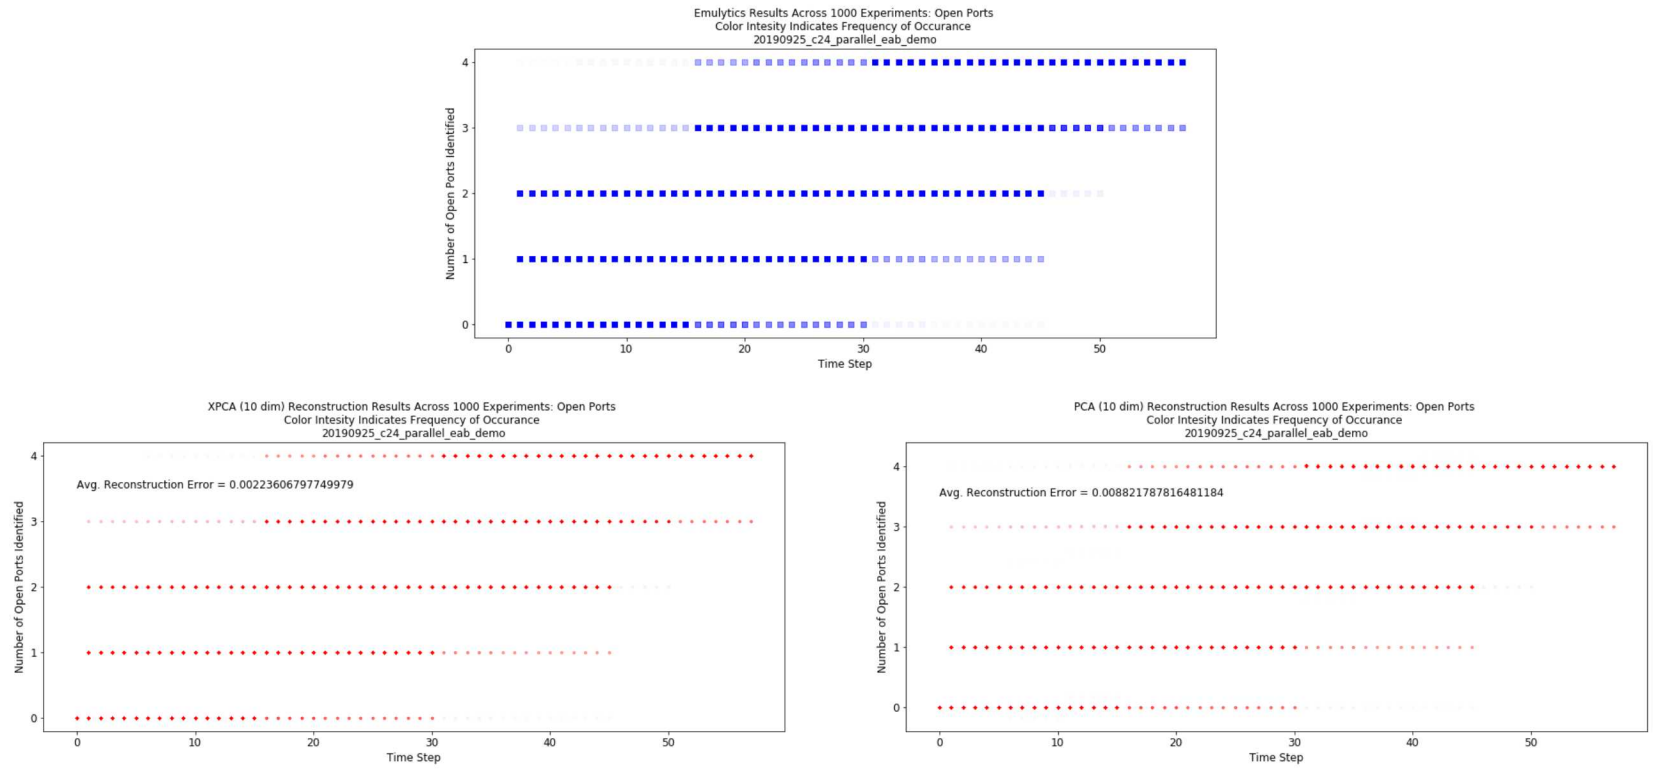 Emulytics Results Across 1000 Experiments: Open Ports
Color Intesity Indicates Frequency of Occurance
20190925_c24_parallel_eab_demo
4
3
2
1
0
Number of Open Ports Identified
0 10 20 30 40 50
Time Step
XPCA (10 dim) Reconstruction Results Across 1000 Experiments: Open Ports
Color Intesity Indicates Frequency of Occurance
20190925_c24_parallel_eab_demo
4
Avg. Reconstruction Error = 0.00223606797749979
3
2
1
0
Number of Open Ports Identified
0 10 20 30 40 50
Time Step
PCA (10 dim) Reconstruction Results Across 1000 Experiments: Open Ports
Color Intesity Indicates Frequency of Occurance
20190925_c24_parallel_eab_demo
4
Avg. Reconstruction Error = 0.008821787816481184
3
2
1
0
Number of Open Ports Identified
0 10 20 30 40 50
Time Step